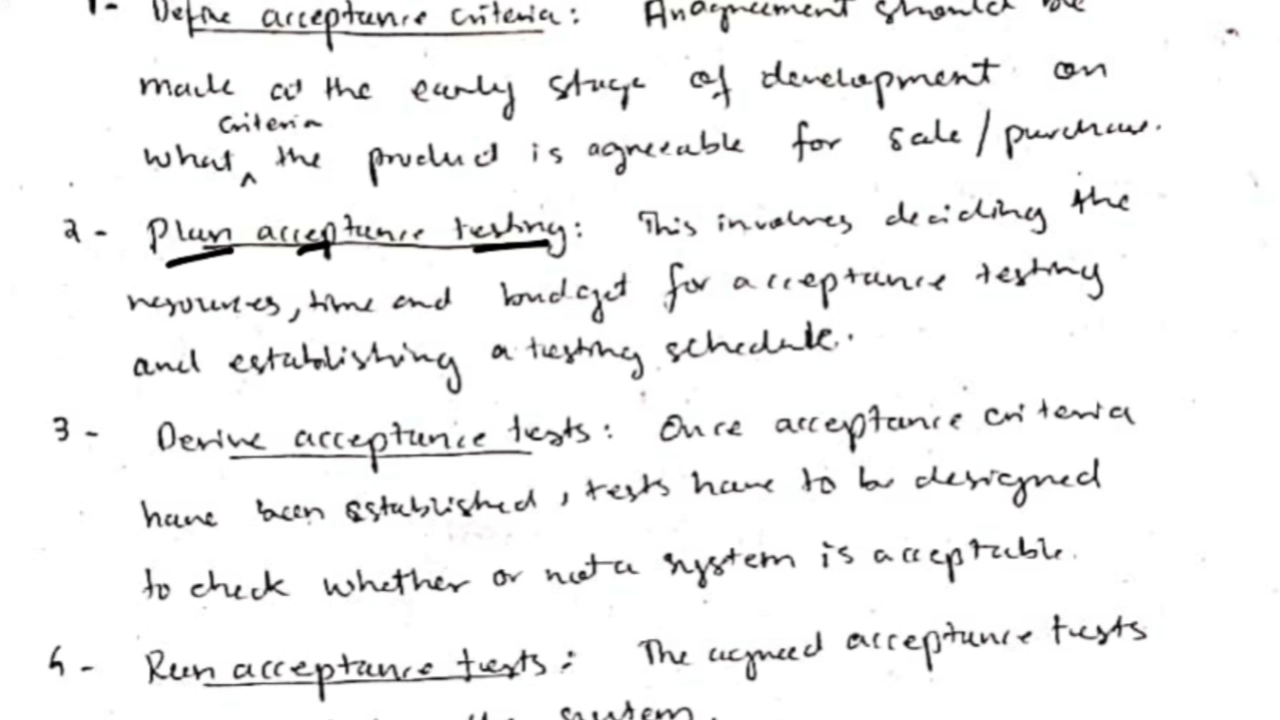 1- Define acceptance criteria: An agreement should be
made at the early stage of development on
what criteria the product is agreeable for sale/purchase.
2- Plan acceptance testing: This involves deciding the
resources, time and budget for acceptance testing
and establishing a testing schedule.
3- Derive acceptance tests: Once acceptance criteria
have been established, tests have to be designed
to check whether or not a system is acceptable.
4- Run acceptance tests: The agreed acceptance tests
the system.